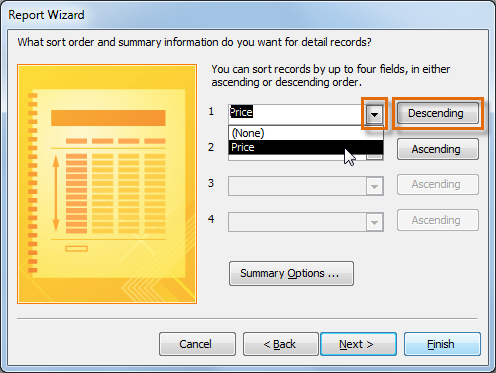 Report Wizard
What sort order and summary information do you want for detail records?
You can sort records by up to four fields, in either
ascending or descending order.
1 Price Descending
(None)
2 Price Ascending
3 Ascending
4 Ascending
Summary Options ...
Cancel < Back Next > Finish